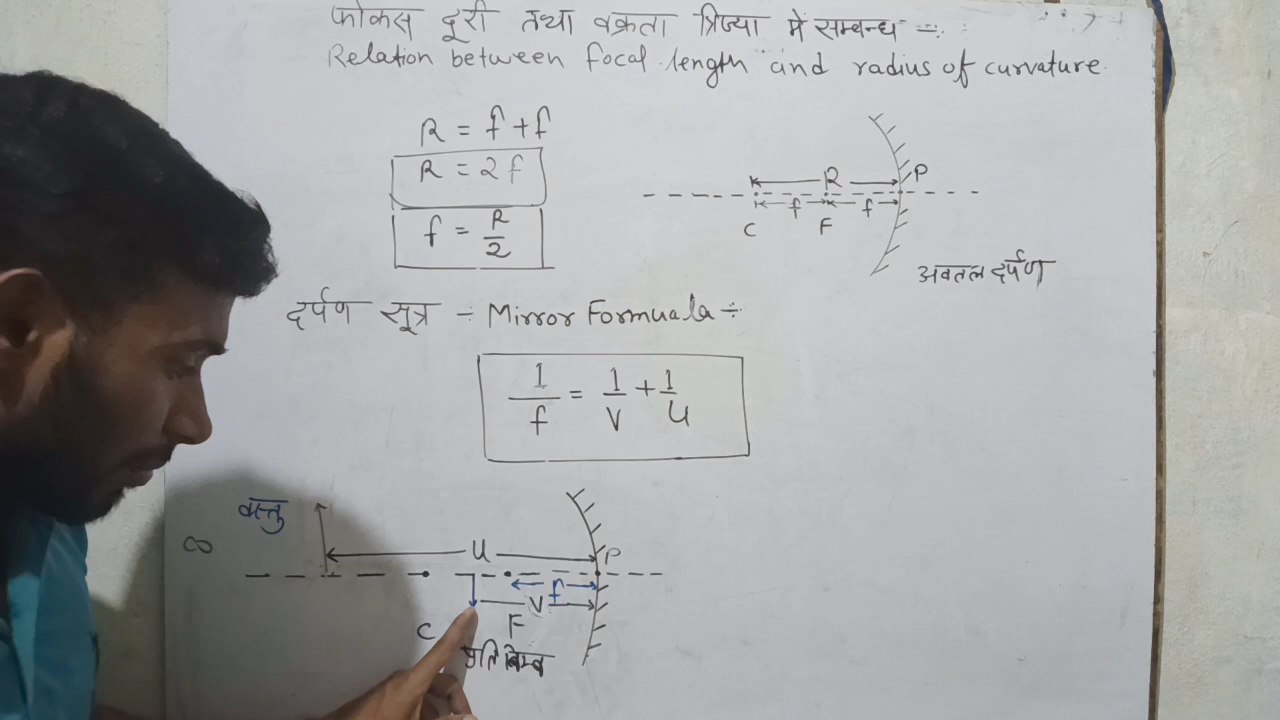 फोकस दूरी तथा वक्रता त्रिज्या में सम्बन्ध ÷
Relation between focal length and radius of curvature.
R = f + f
R = 2f
f = R/2
R
P
f
f
C
F
अवतल दर्पण
दर्पण सूत्र ÷ Mirror Formuala ÷
1/f = 1/v + 1/u
वस्तु
∞
u
P
f
v
C
F
प्रतिबिम्ब